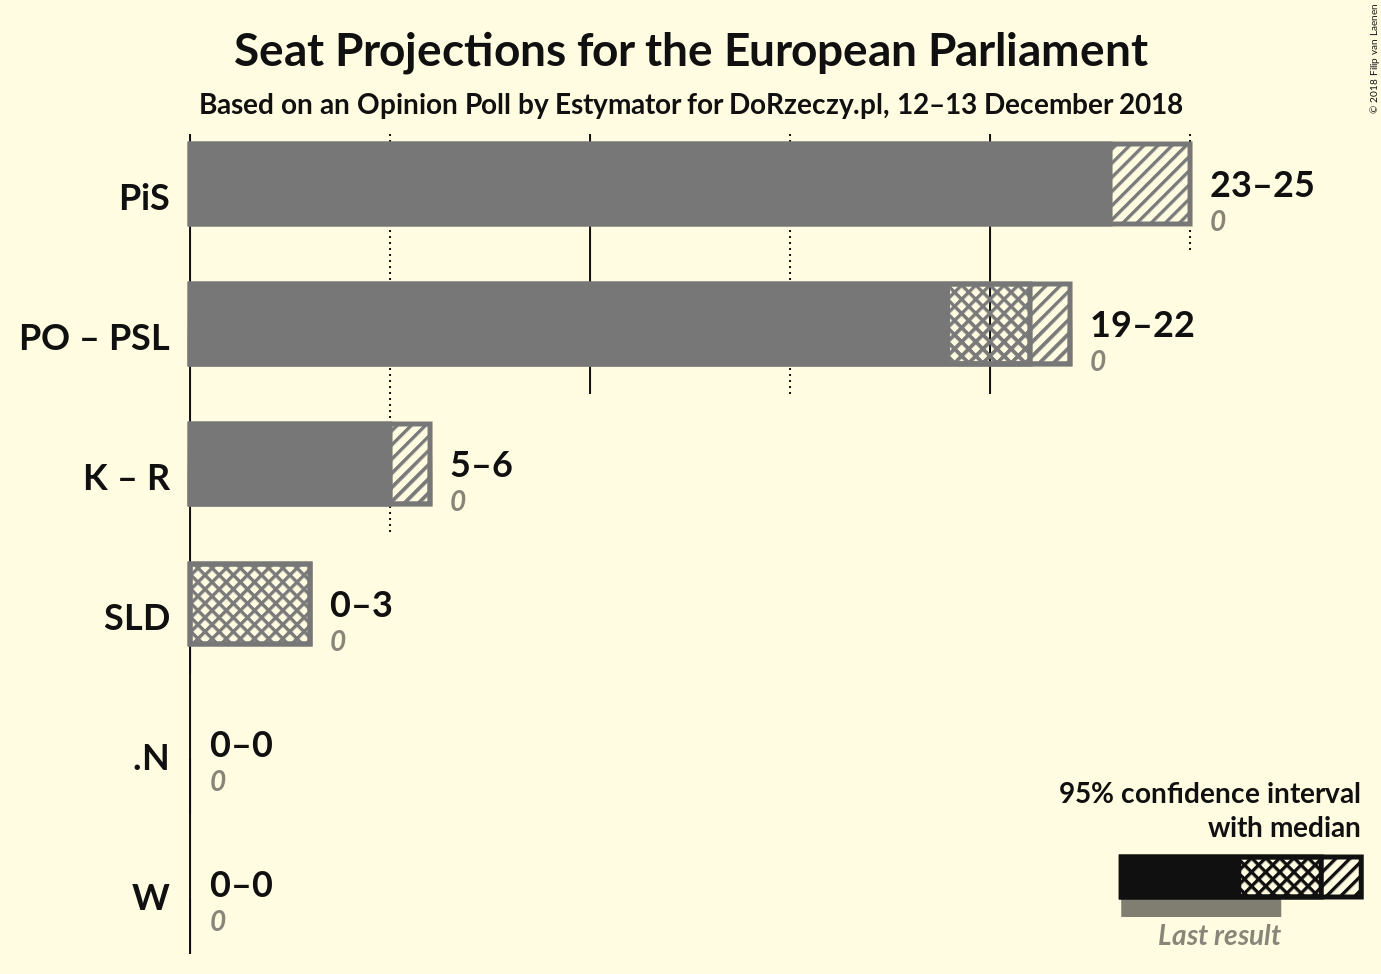 Seat Projections for the European Parliament
Based on an Opinion Poll by Estymator for DoRzeczy.pl, 12–13 December 2018
© 2018 Filip van Laenen
PiS
23–25
0
PO – PSL
19–22
0
K – R
5–6
0
SLD
0–3
0
.N
0–0
0
W
0–0
0
95% confidence interval
with median
Last result